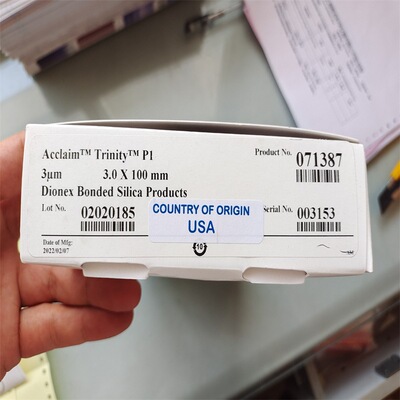 Acclaim™ Trinity™ P1
Product No. 071387
3µm 3.0 X 100 mm
Dionex Bonded Silica Products
Lot No. 02020185
COUNTRY OF ORIGIN
USA
Serial No. 003153
Date of Mfg:
2022/02/07
10